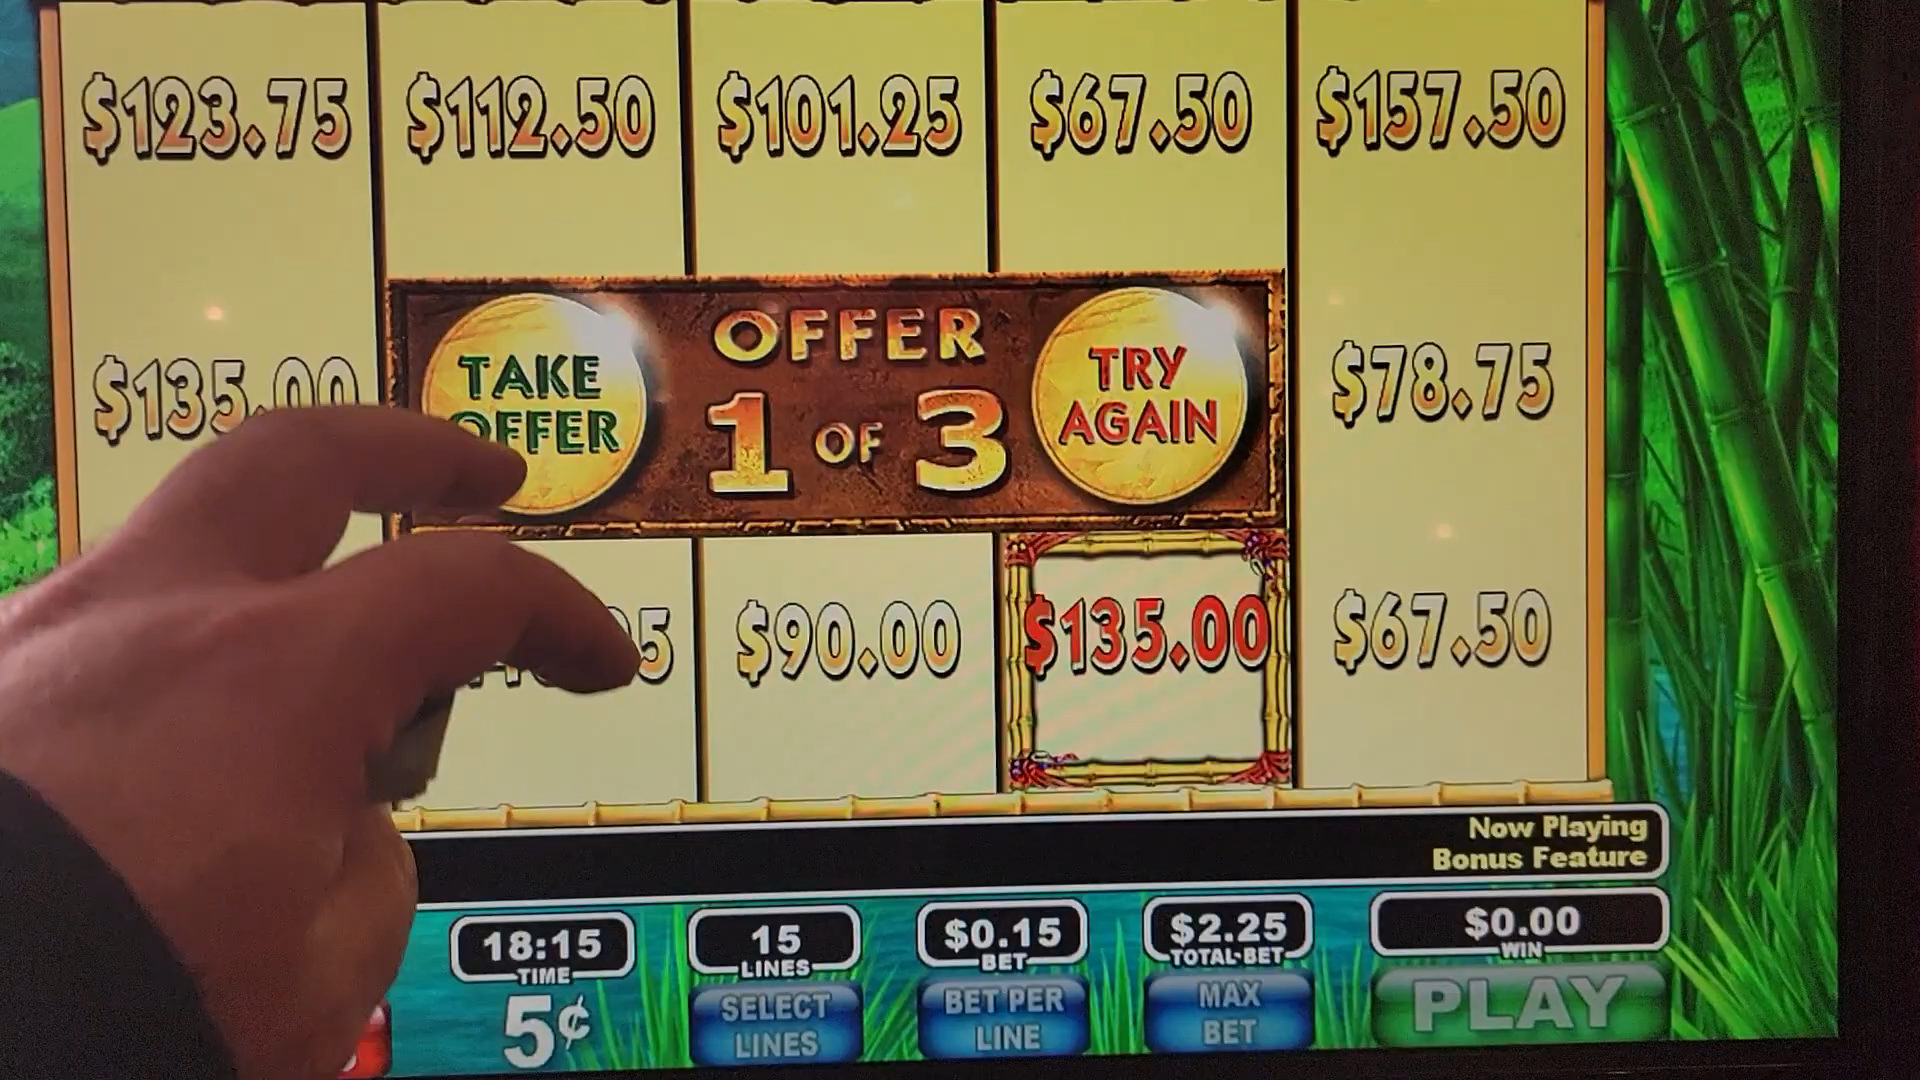 $123.75
$112.50
$101.25
$67.50
$157.50
$135.00
TAKE
OFFER
OFFER
1 OF 3
TRY
AGAIN
$78.75
$90.00
$135.00
$67.50
Now Playing
Bonus Feature
18:15
TIME
5¢
15
LINES
SELECT
LINES
$0.15
BET
BET PER
LINE
$2.25
TOTAL-BET
MAX
BET
$0.00
WIN
PLAY